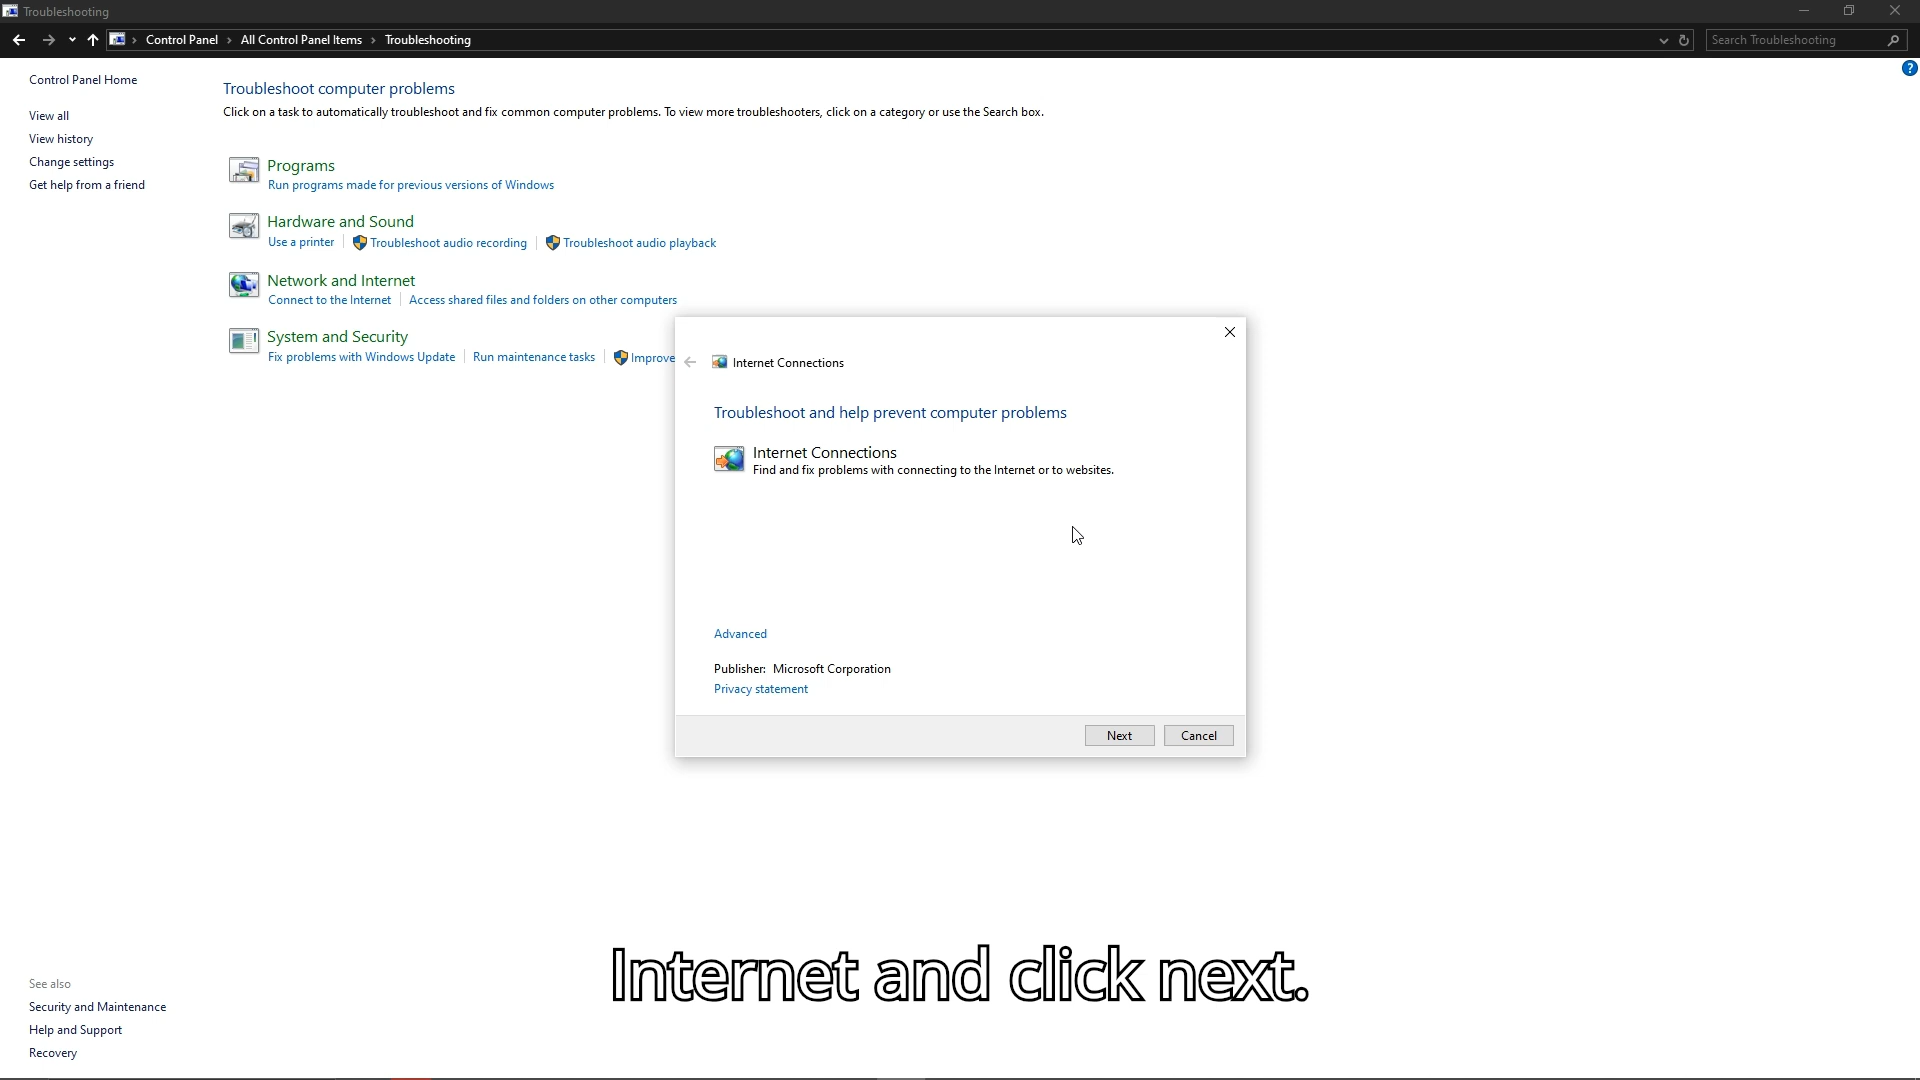 Troubleshooting
Control Panel > All Control Panel Items > Troubleshooting
Search Troubleshooting
Control Panel Home
View all
View history
Change settings
Get help from a friend
Troubleshoot computer problems
Click on a task to automatically troubleshoot and fix common computer problems. To view more troubleshooters, click on a category or use the Search box.
Programs
Run programs made for previous versions of Windows
Hardware and Sound
Use a printer | Troubleshoot audio recording | Troubleshoot audio playback
Network and Internet
Connect to the Internet | Access shared files and folders on other computers
System and Security
Fix problems with Windows Update | Run maintenance tasks | Improve
Internet Connections
Troubleshoot and help prevent computer problems
Internet Connections
Find and fix problems with connecting to the Internet or to websites.
Advanced
Publisher: Microsoft Corporation
Privacy statement
Next Cancel
Internet and click next.
See also
Security and Maintenance
Help and Support
Recovery